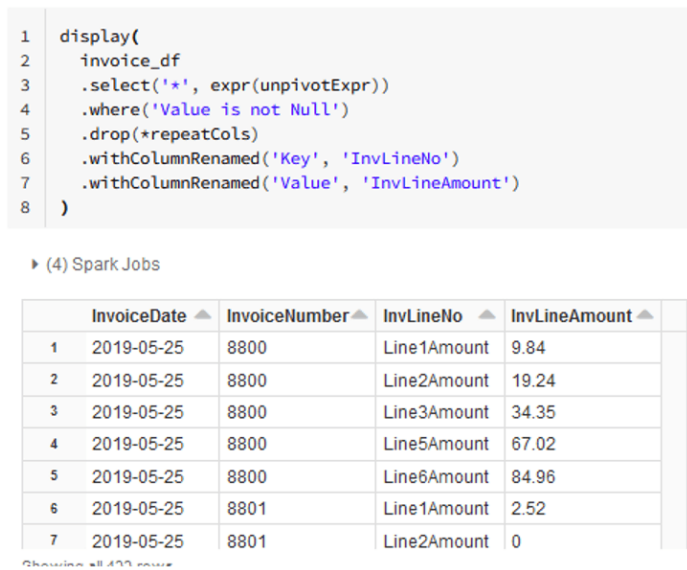 1 display(
2 invoice_df
3 .select('*', expr(unpivotExpr))
4 .where('Value is not Null')
5 .drop(*repeatCols)
6 .withColumnRenamed('Key', 'InvLineNo')
7 .withColumnRenamed('Value', 'InvLineAmount')
8 )
(4) Spark Jobs
InvoiceDate InvoiceNumber InvLineNo InvLineAmount
1 2019-05-25 8800 Line1Amount 9.84
2 2019-05-25 8800 Line2Amount 19.24
3 2019-05-25 8800 Line3Amount 34.35
4 2019-05-25 8800 Line5Amount 67.02
5 2019-05-25 8800 Line6Amount 84.96
6 2019-05-25 8801 Line1Amount 2.52
7 2019-05-25 8801 Line2Amount 0
Showing all rows